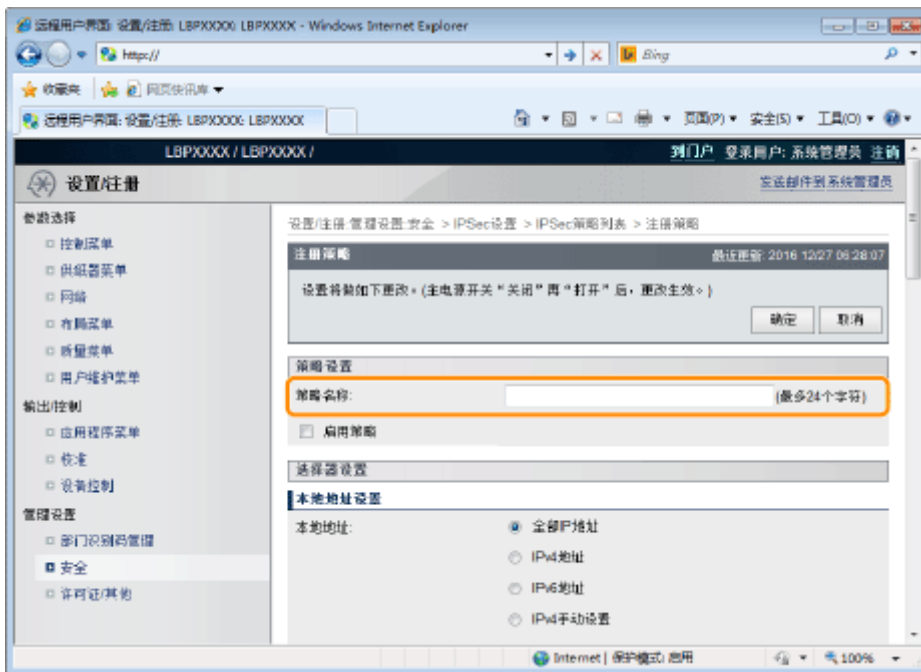 远程用户界面: 设置/注册: LBPXXXX: LBPXXXX - Windows Internet Explorer
https://
Bing
收藏夹 网页快讯库
远程用户界面: 设置/注册: LBPXXXX: LBPXXXX
页面(P) 安全(S) 工具(O)
LBPXXXX / LBPXXXX /
到门户 登录用户: 系统管理员 注销
设置/注册
发送邮件到系统管理员
参数选择
控制菜单
供纸器菜单
网络
布局菜单
质量菜单
用户维护菜单
输出/控制
应用程序菜单
校准
设备控制
管理设置
部门识别码管理
安全
许可证/其他
设置/注册:管理设置:安全 > IPSec设置 > IPSec策略列表 > 注册策略
注册策略
最近更新: 2016 12/27 06:28:07
设置将做如下更改。(主电源开关“关闭”再“打开”后，更改生效。)
确定 取消
策略设置
策略名称: (最多24个字符)
启用策略
选择器设置
本地地址设置
本地地址: 全部IP地址
IPv4地址
IPv6地址
IPv4手动设置
Internet | 保护模式: 启用
100%